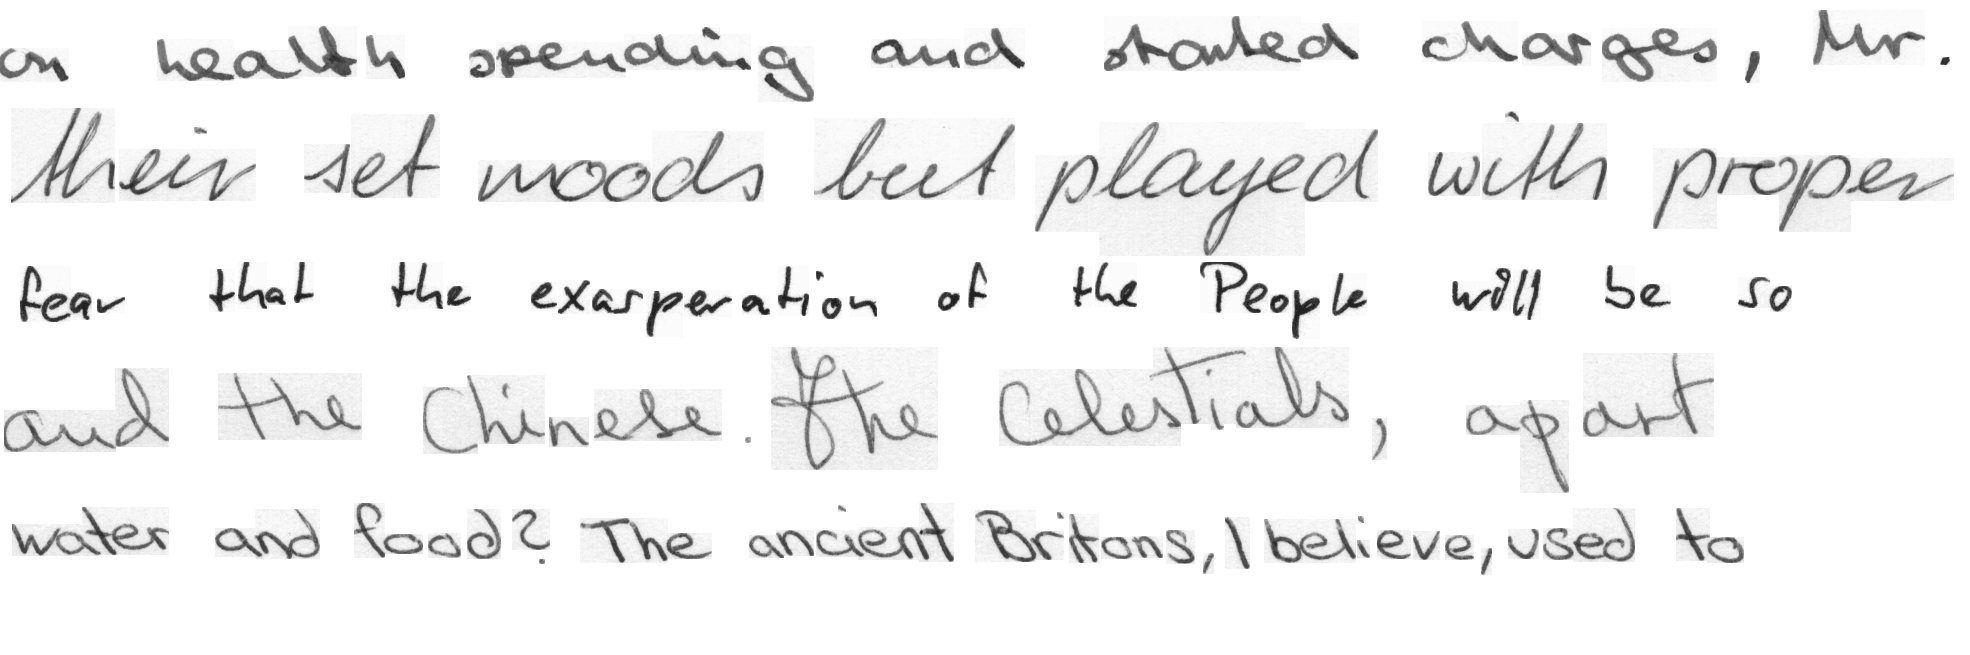 on health spending and started charges, Mr.
their set moods but played with proper
fear that the exasperation of the People will be so
and the Chinese. The Celestials, apart
water and food? The ancient Britons, I believe, used to